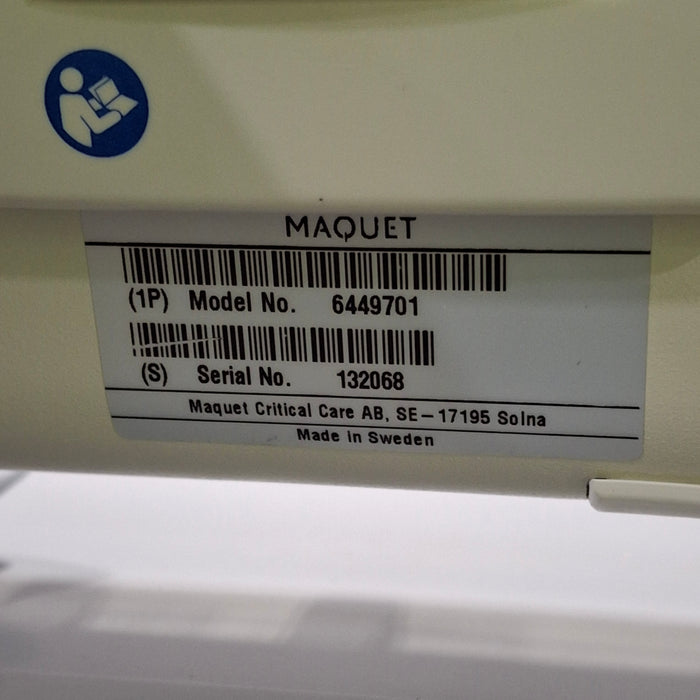 MAQUET
(1P) Model No. 6449701
(S) Serial No. 132068
Maquet Critical Care AB, SE-17195 Solna
Made in Sweden